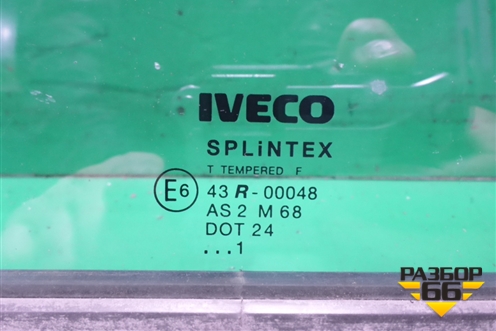 IVECO
SPLiNTEX
T TEMPERED F
E6 43 R-00048
AS 2 M 68
DOT 24
...1
РАЗБОР
66